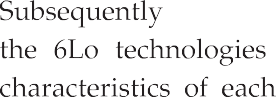 Subsequently
the 6Lo technologies
characteristics of each